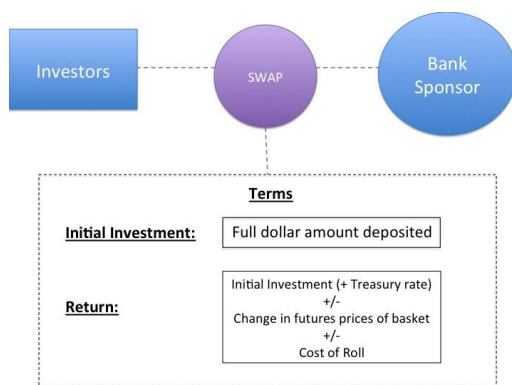 Investors
SWAP
Bank
Sponsor
Terms
Initial Investment:
Full dollar amount deposited
Return:
Initial Investment (+ Treasury rate)
+/-
Change in futures prices of basket
+/-
Cost of Roll